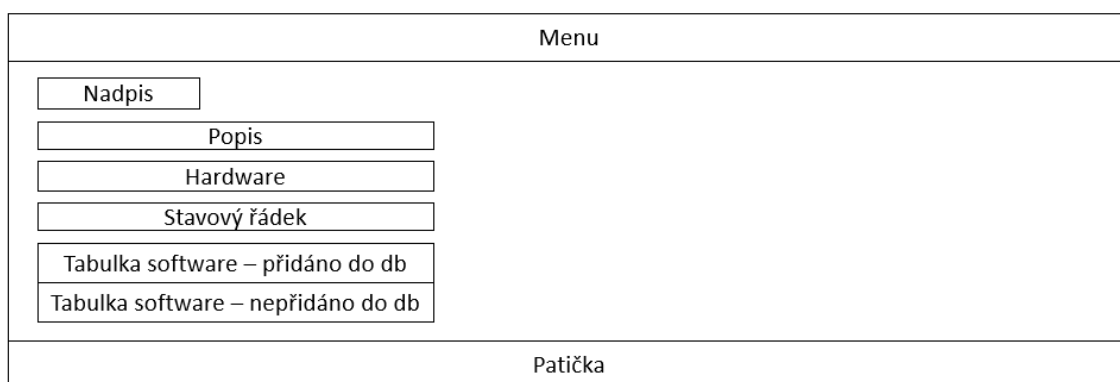 Menu
Nadpis
Popis
Hardware
Stavový řádek
Tabulka software – přidáno do db
Tabulka software – nepřidáno do db
Patička